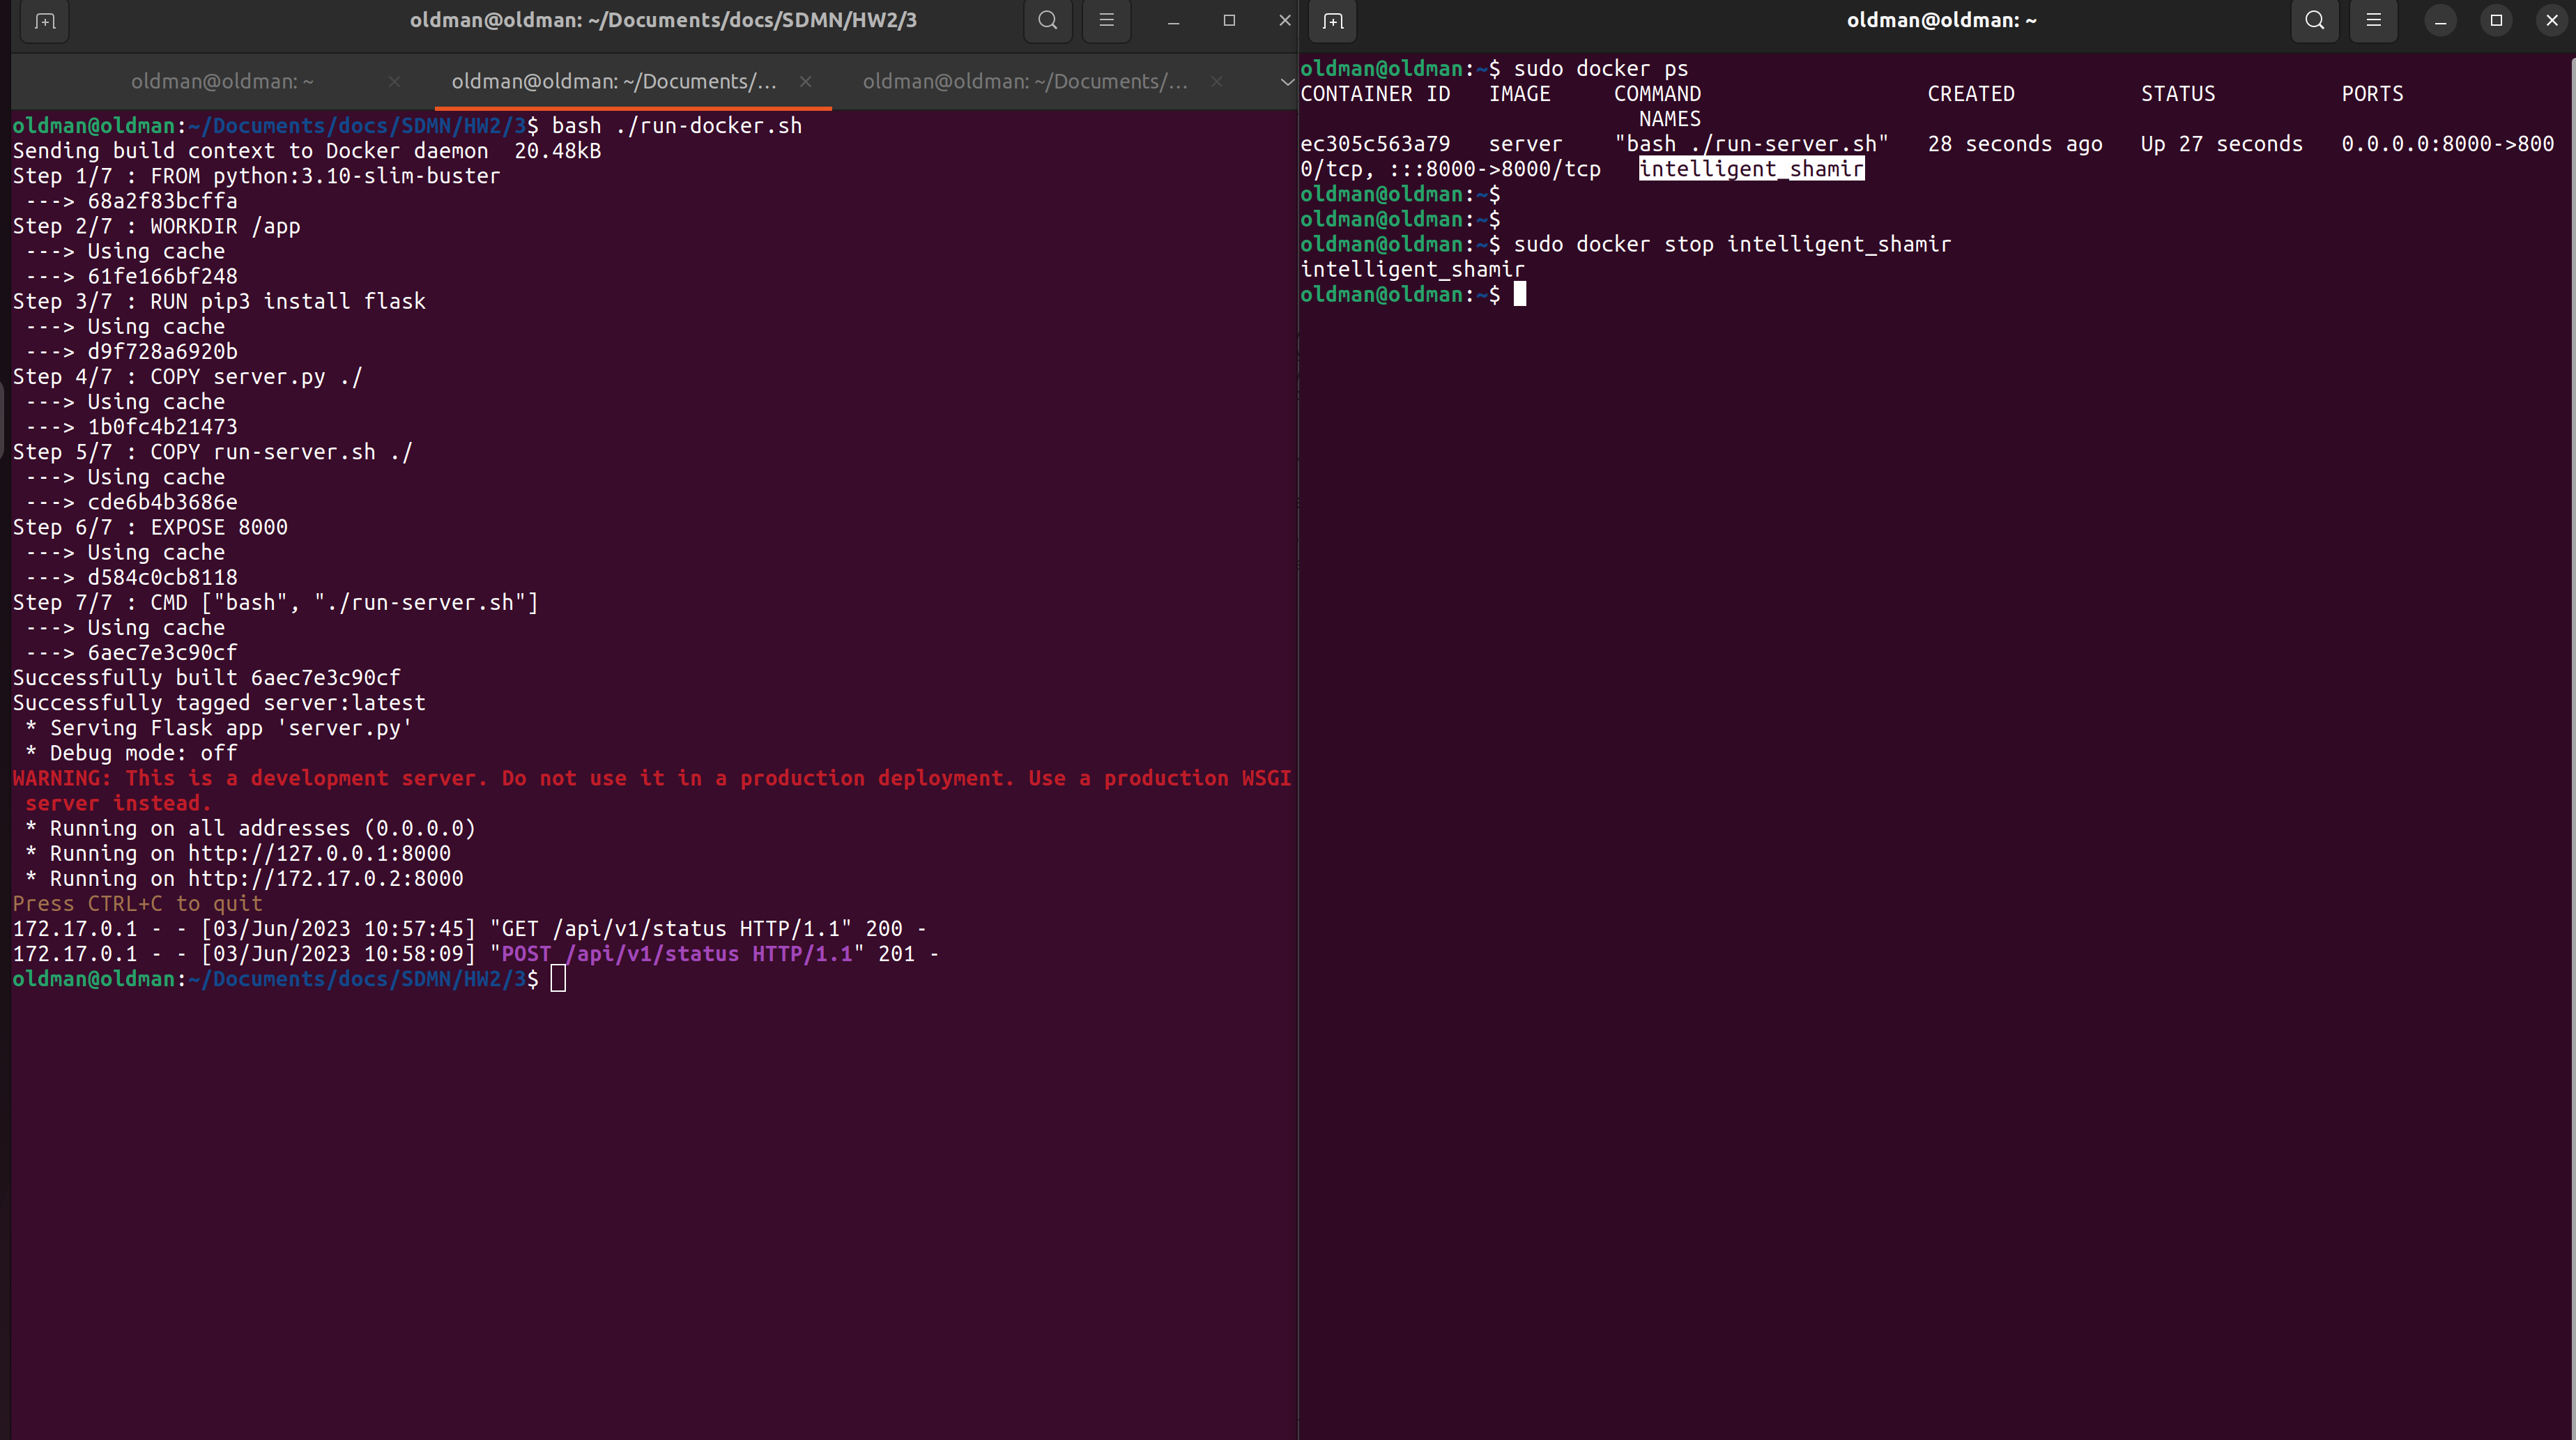 oldman@oldman: ~/Documents/docs/SDMN/HW2/3
oldman@oldman: ~
oldman@oldman: ~/Documents/...
oldman@oldman: ~/Documents/...
oldman@oldman:~/Documents/docs/SDMN/HW2/3$ bash ./run-docker.sh
Sending build context to Docker daemon  20.48kB
Step 1/7 : FROM python:3.10-slim-buster
 ---> 68a2f83bcffa
Step 2/7 : WORKDIR /app
 ---> Using cache
 ---> 61fe166bf248
Step 3/7 : RUN pip3 install flask
 ---> Using cache
 ---> d9f728a6920b
Step 4/7 : COPY server.py ./
 ---> Using cache
 ---> 1b0fc4b21473
Step 5/7 : COPY run-server.sh ./
 ---> Using cache
 ---> cde6b4b3686e
Step 6/7 : EXPOSE 8000
 ---> Using cache
 ---> d584c0cb8118
Step 7/7 : CMD ["bash", "./run-server.sh"]
 ---> Using cache
 ---> 6aec7e3c90cf
Successfully built 6aec7e3c90cf
Successfully tagged server:latest
 * Serving Flask app 'server.py'
 * Debug mode: off
WARNING: This is a development server. Do not use it in a production deployment. Use a production WSGI
 server instead.
 * Running on all addresses (0.0.0.0)
 * Running on http://127.0.0.1:8000
 * Running on http://172.17.0.2:8000
Press CTRL+C to quit
172.17.0.1 - - [03/Jun/2023 10:57:45] "GET /api/v1/status HTTP/1.1" 200 -
172.17.0.1 - - [03/Jun/2023 10:58:09] "POST /api/v1/status HTTP/1.1" 201 -
oldman@oldman:~/Documents/docs/SDMN/HW2/3$
oldman@oldman: ~
oldman@oldman:~$ sudo docker ps
CONTAINER ID   IMAGE     COMMAND                  CREATED          STATUS          PORTS
                           NAMES
ec305c563a79   server    "bash ./run-server.sh"   28 seconds ago   Up 27 seconds   0.0.0.0:8000->800
0/tcp, :::8000->8000/tcp   intelligent_shamir
oldman@oldman:~$
oldman@oldman:~$
oldman@oldman:~$ sudo docker stop intelligent_shamir
intelligent_shamir
oldman@oldman:~$